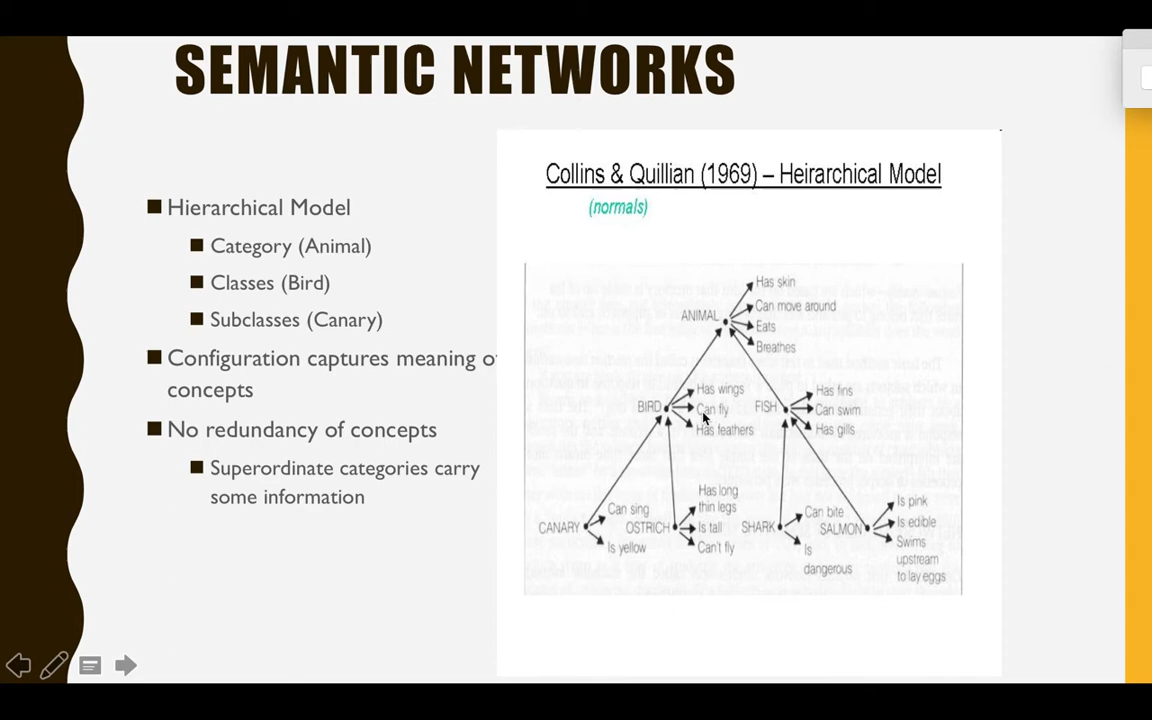 SEMANTIC NETWORKS
Hierarchical Model
Category (Animal)
Classes (Bird)
Subclasses (Canary)
Configuration captures meaning of
concepts
No redundancy of concepts
Superordinate categories carry
some information
Collins & Quillian (1969) – Heirarchical Model
(normals)
ANIMAL
Has skin
Can move around
Eats
Breathes
BIRD
Has wings
Can fly
Has feathers
FISH
Has fins
Can swim
Has gills
CANARY
Can sing
Is yellow
OSTRICH
Has long
thin legs
Is tall
Can't fly
SHARK
Can bite
Is
dangerous
SALMON
Is pink
Is edible
Swims
upstream
to lay eggs